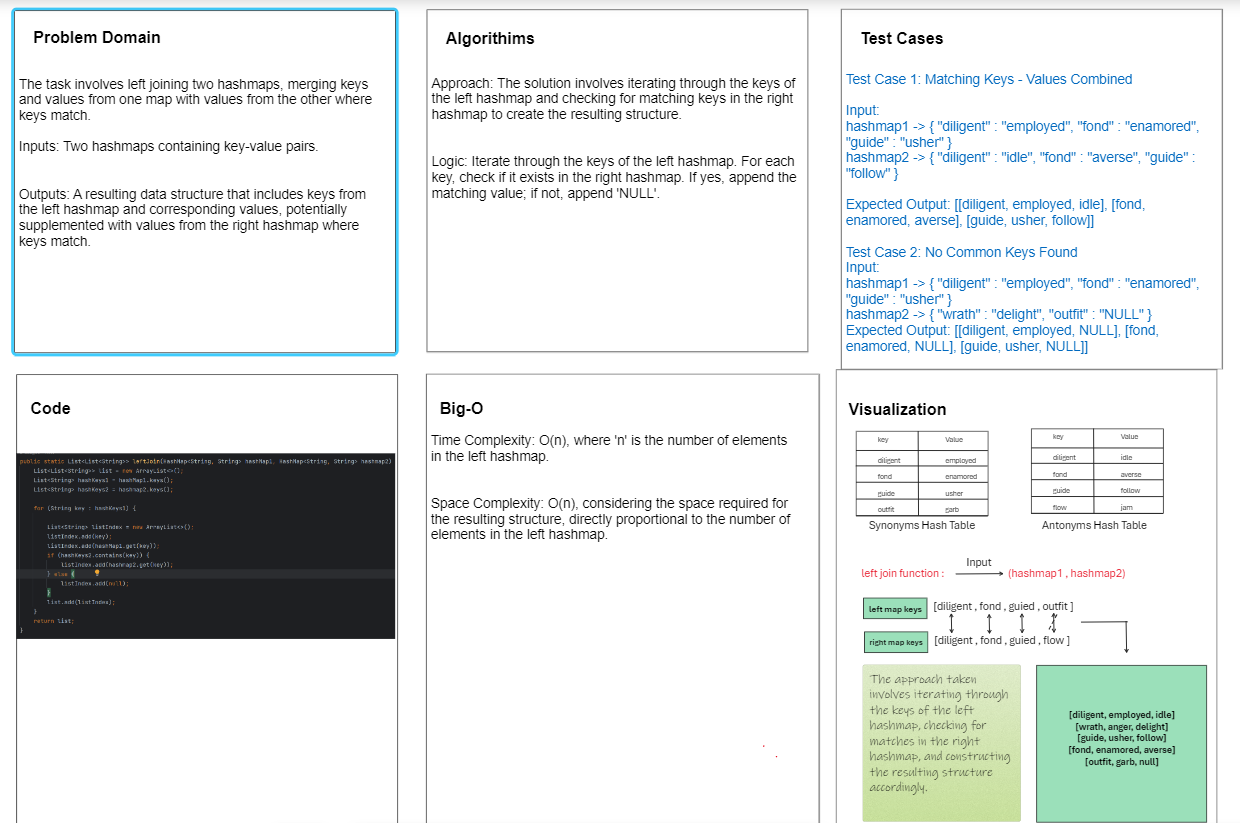 Problem Domain
The task involves left joining two hashmaps, merging keys
and values from one map with values from the other where
keys match.
Inputs: Two hashmaps containing key-value pairs.
Outputs: A resulting data structure that includes keys from
the left hashmap and corresponding values, potentially
supplemented with values from the right hashmap where
keys match.
Algorithims
Approach: The solution involves iterating through the keys of
the left hashmap and checking for matching keys in the right
hashmap to create the resulting structure.
Logic: Iterate through the keys of the left hashmap. For each
key, check if it exists in the right hashmap. If yes, append the
matching value; if not, append 'NULL'.
Test Cases
Test Case 1: Matching Keys - Values Combined
Input:
hashmap1 -> { "diligent" : "employed", "fond" : "enamored",
"guide" : "usher" }
hashmap2 -> { "diligent" : "idle", "fond" : "averse", "guide" :
"follow" }
Expected Output: [[diligent, employed, idle], [fond,
enamored, averse], [guide, usher, follow]]
Test Case 2: No Common Keys Found
Input:
hashmap1 -> { "diligent" : "employed", "fond" : "enamored",
"guide" : "usher" }
hashmap2 -> { "wrath" : "delight", "outfit" : "NULL" }
Expected Output: [[diligent, employed, NULL], [fond,
enamored, NULL], [guide, usher, NULL]]
Code
public static List<List<String>> leftJoin(HashMap<String, String> hashMap1, HashMap<String, String> hashmap2)
List<List<String>> list = new ArrayList<>();
List<String> hashKeys1 = hashMap1.keys();
List<String> hashKeys2 = hashmap2.keys();
for (String key : hashKeys1) {
List<String> listIndex = new ArrayList<>();
listIndex.add(key);
listIndex.add(hashMap1.get(key));
if (hashKeys2.contains(key)) {
listIndex.add(hashmap2.get(key));
} else {
listIndex.add(null);
}
list.add(listIndex);
}
return list;
}
Big-O
Time Complexity: O(n), where 'n' is the number of elements
in the left hashmap.
Space Complexity: O(n), considering the space required for
the resulting structure, directly proportional to the number of
elements in the left hashmap.
Visualization
key Value
diligent employed
fond enamored
guide usher
outfit garb
Synonyms Hash Table
key Value
diligent idle
fond averse
guide follow
flow jam
Antonyms Hash Table
left join function : Input (hashmap1 , hashmap2)
left map keys [diligent , fond , guied , outfit ]
right map keys [diligent , fond , guied , flow ]
The approach taken
involves iterating through
the keys of the left
hashmap, checking for
matches in the right
hashmap, and constructing
the resulting structure
accordingly.
[diligent, employed, idle]
[wrath, anger, delight]
[guide, usher, follow]
[fond, enamored, averse]
[outfit, garb, null]